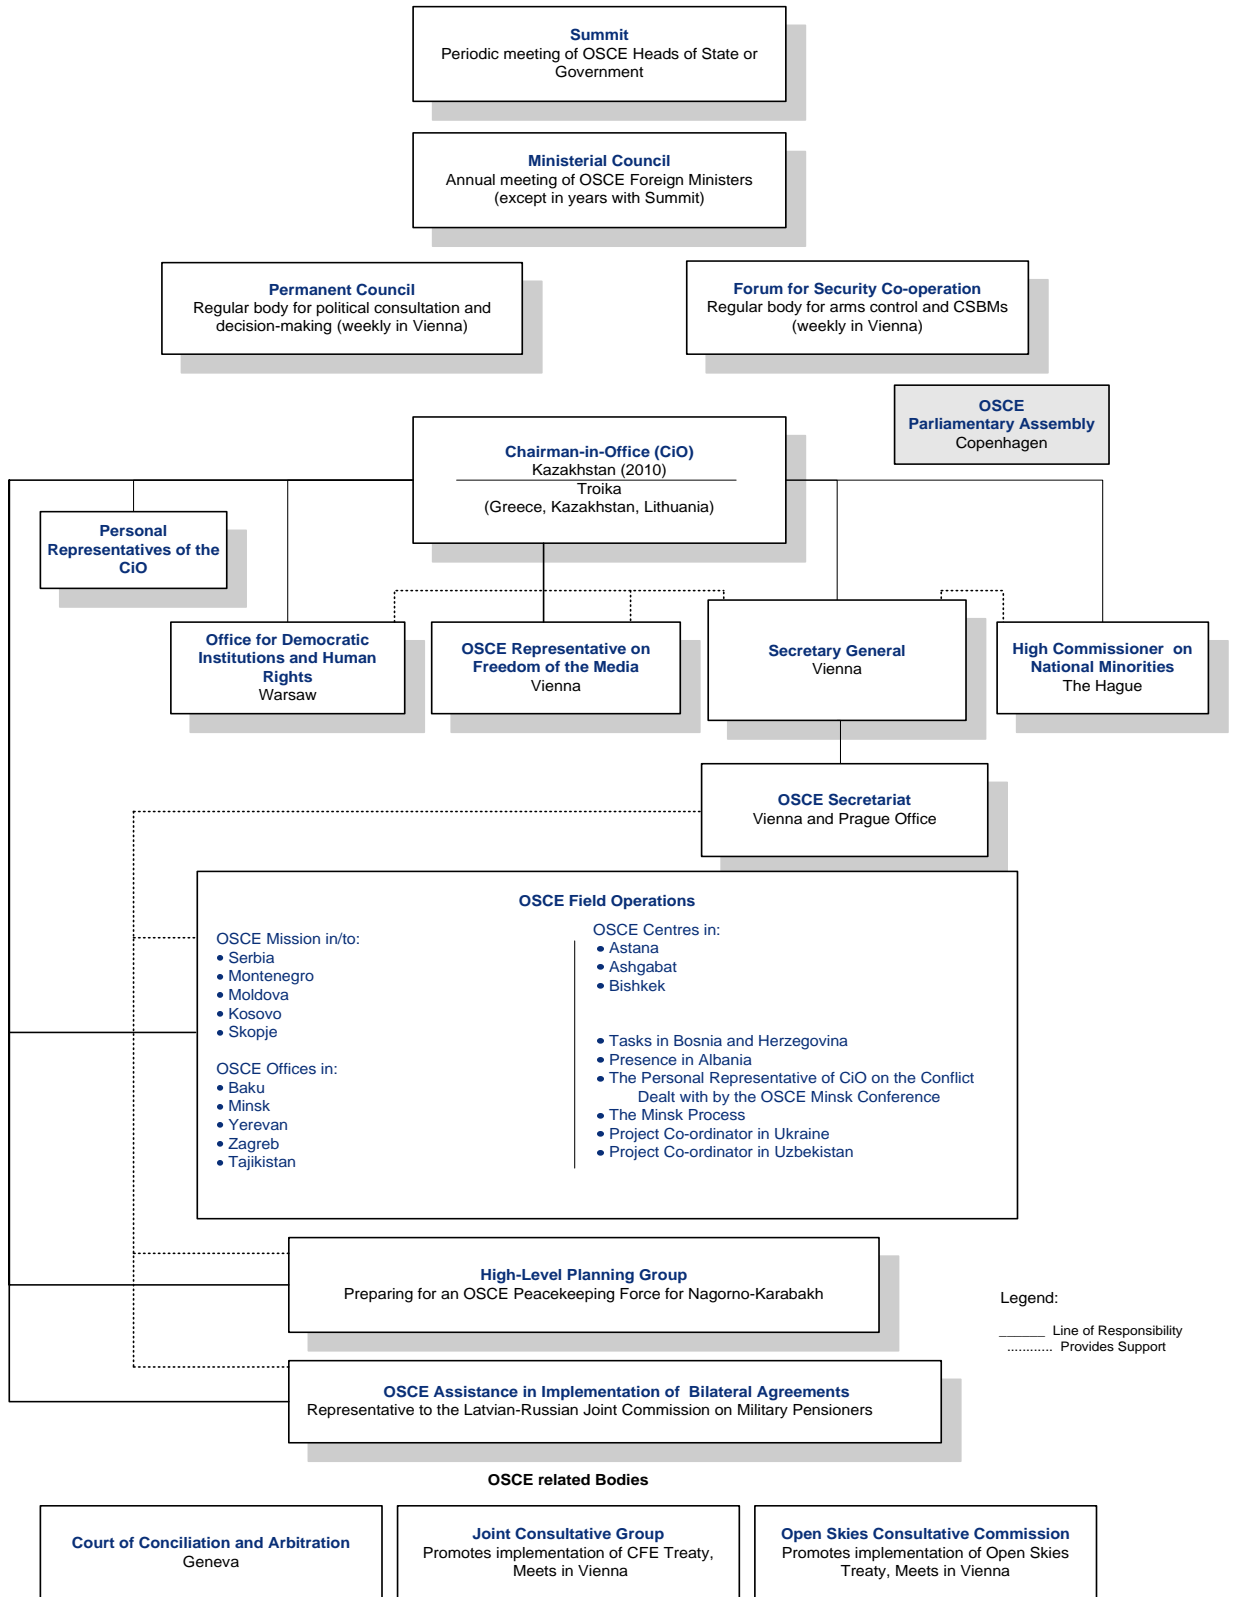 Summit
Periodic meeting of OSCE Heads of State or
Government
Ministerial Council
Annual meeting of OSCE Foreign Ministers
(except in years with Summit)
Permanent Council
Regular body for political consultation and
decision-making (weekly in Vienna)
Forum for Security Co-operation
Regular body for arms control and CSBMs
(weekly in Vienna)
OSCE
Parliamentary Assembly
Copenhagen
Chairman-in-Office (CiO)
Kazakhstan (2010)
Troika
(Greece, Kazakhstan, Lithuania)
Personal
Representatives of the
CiO
Office for Democratic
Institutions and Human
Rights
Warsaw
OSCE Representative on
Freedom of the Media
Vienna
Secretary General
Vienna
High Commissioner on
National Minorities
The Hague
OSCE Secretariat
Vienna and Prague Office
OSCE Field Operations
OSCE Mission in/to:
• Serbia
• Montenegro
• Moldova
• Kosovo
• Skopje
OSCE Offices in:
• Baku
• Minsk
• Yerevan
• Zagreb
• Tajikistan
OSCE Centres in:
• Astana
• Ashgabat
• Bishkek
• Tasks in Bosnia and Herzegovina
• Presence in Albania
• The Personal Representative of CiO on the Conflict
Dealt with by the OSCE Minsk Conference
• The Minsk Process
• Project Co-ordinator in Ukraine
• Project Co-ordinator in Uzbekistan
High-Level Planning Group
Preparing for an OSCE Peacekeeping Force for Nagorno-Karabakh
Legend:
______ Line of Responsibility
............ Provides Support
OSCE Assistance in Implementation of Bilateral Agreements
Representative to the Latvian-Russian Joint Commission on Military Pensioners
OSCE related Bodies
Court of Conciliation and Arbitration
Geneva
Joint Consultative Group
Promotes implementation of CFE Treaty,
Meets in Vienna
Open Skies Consultative Commission
Promotes implementation of Open Skies
Treaty, Meets in Vienna